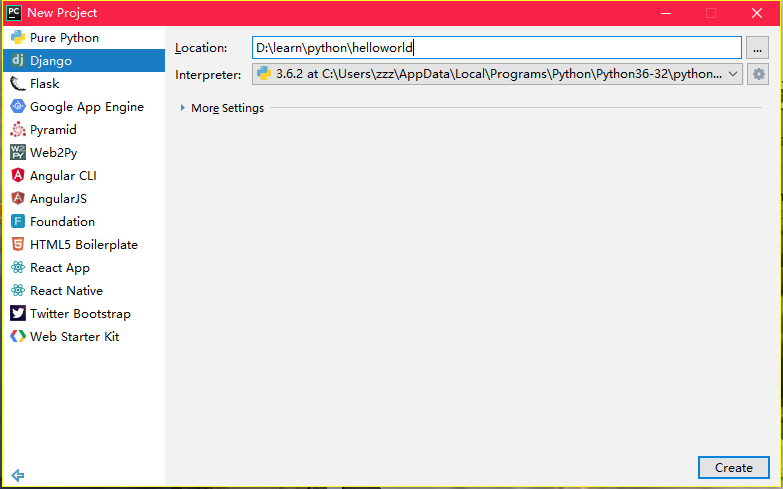 New Project
Pure Python
Django
Flask
Google App Engine
Pyramid
Web2Py
Angular CLI
AngularJS
Foundation
HTML5 Boilerplate
React App
React Native
Twitter Bootstrap
Web Starter Kit
Location: D:\learn\python\helloworld ...
Interpreter: 3.6.2 at C:\Users\zzz\AppData\Local\Programs\Python\Python36-32\python...
More Settings
Create